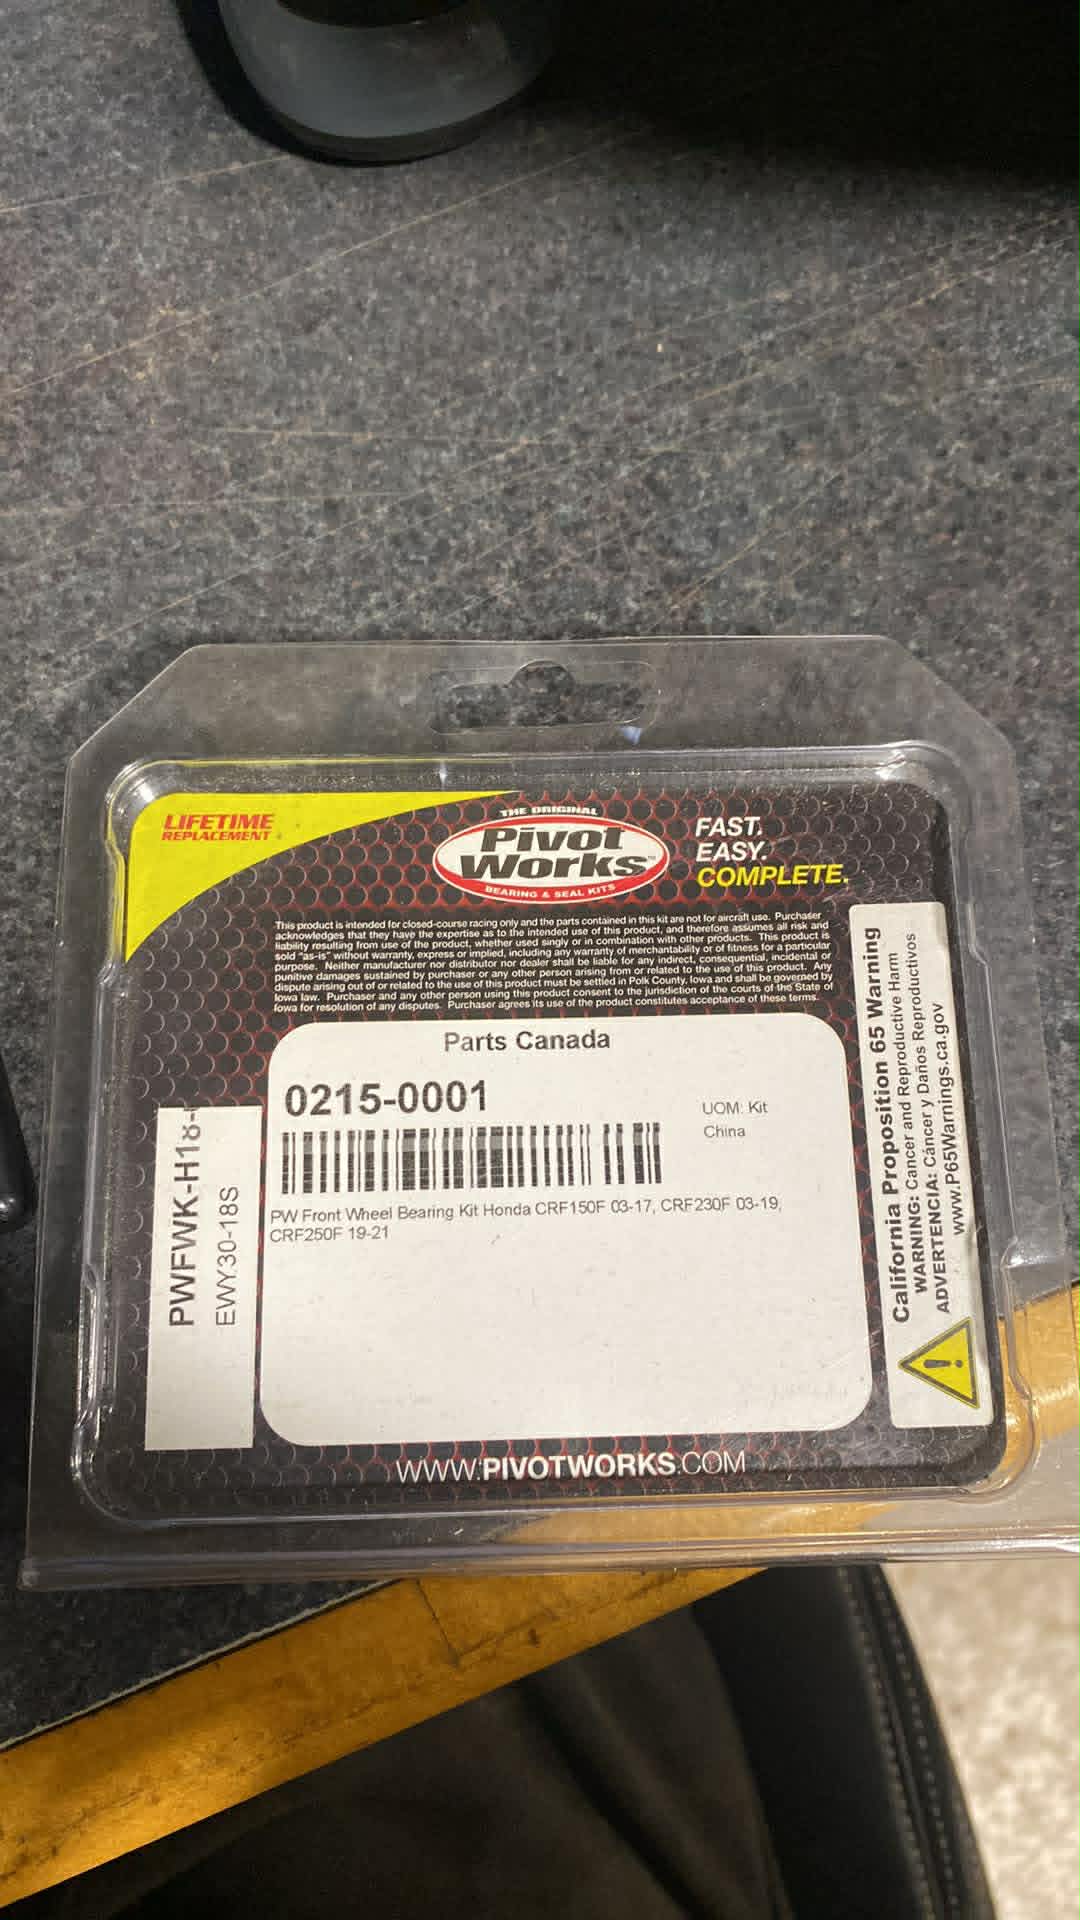 LIFETIME
REPLACEMENT
THE ORIGINAL
Pivot
Works™
BEARING & SEAL KITS
FAST.
EASY.
COMPLETE.
This product is intended for closed-course racing only and the parts contained in this kit are not for aircraft use. Purchaser
acknowledges that they have the expertise as to the intended use of this product, and therefore assumes all risk and
liability resulting from use of the product, whether used singly or in combination with other products. This product is
sold "as-is" without warranty, express or implied, including any warranty of merchantability or of fitness for a particular
purpose. Neither manufacturer nor distributor nor dealer shall be liable for any indirect, consequential, incidental or
punitive damages sustained by purchaser or any other person arising from or related to the use of this product. Any
dispute arising out of or related to the use of this product must be settled in Polk County, Iowa and shall be governed by
Iowa law. Purchaser and any other person using this product consent to the jurisdiction of the courts of the State of
Iowa for resolution of any disputes. Purchaser agrees its use of the product constitutes acceptance of these terms.
Parts Canada
0215-0001
UOM: Kit
China
PW Front Wheel Bearing Kit Honda CRF150F 03-17, CRF230F 03-19,
CRF250F 19-21
PWFWK-H18-
EWY30-18S
California Proposition 65 Warning
WARNING: Cancer and Reproductive Harm
ADVERTENCIA: Cáncer y Daños Reproductivos
www.P65Warnings.ca.gov
WWW.PIVOTWORKS.COM